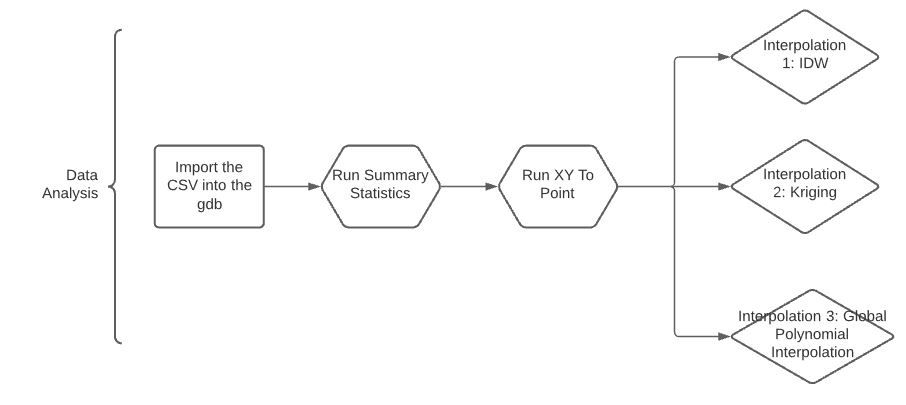 Data
Analysis
Import the
CSV into the
gdb
Run Summary
Statistics
Run XY To
Point
Interpolation
1: IDW
Interpolation
2: Kriging
Interpolation 3: Global
Polynomial
Interpolation